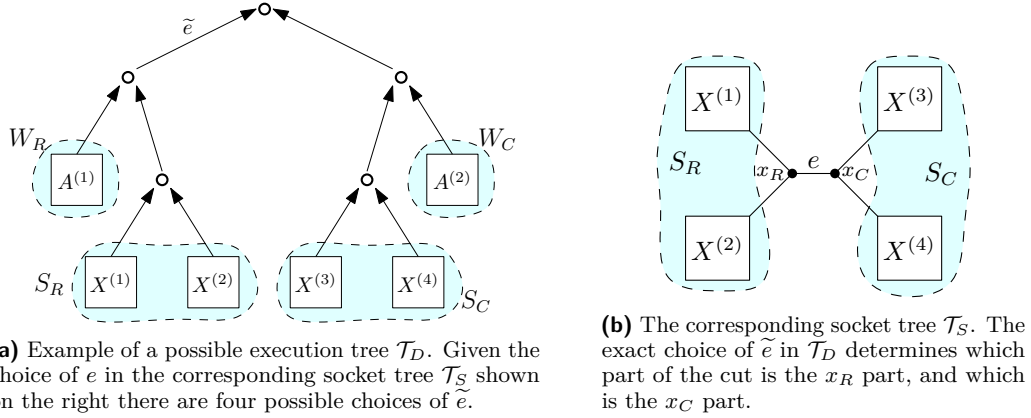 ẽ
W_R
A^{(1)}
W_C
A^{(2)}
S_R
X^{(1)}
X^{(2)}
X^{(3)}
X^{(4)}
S_C
a) Example of a possible execution tree 𝒯_D. Given the
hoice of e in the corresponding socket tree 𝒯_S shown
on the right there are four possible choices of ẽ.
X^{(1)}
X^{(3)}
S_R
x_R
e
x_C
S_C
X^{(2)}
X^{(4)}
(b) The corresponding socket tree 𝒯_S. The
exact choice of ẽ in 𝒯_D determines which
part of the cut is the x_R part, and which
is the x_C part.